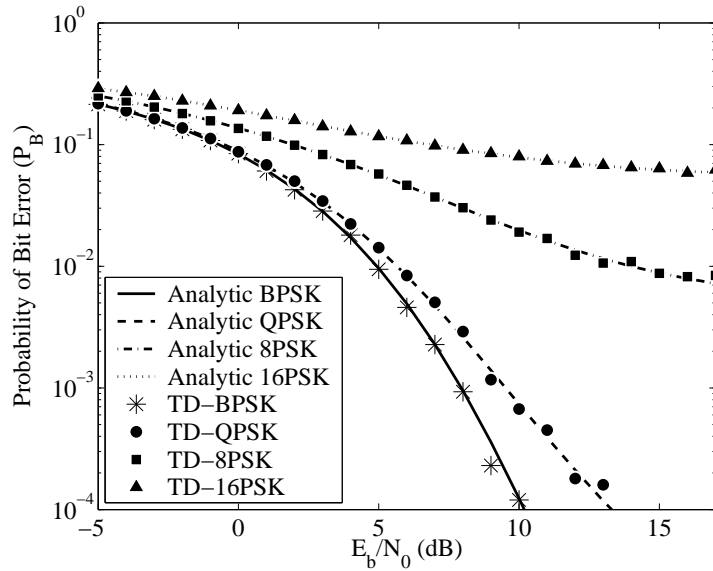 10^0
10^{-1}
10^{-2}
10^{-3}
10^{-4}
Probability of Bit Error (P_B)
Analytic BPSK
Analytic QPSK
Analytic 8PSK
Analytic 16PSK
TD−BPSK
TD−QPSK
TD−8PSK
TD−16PSK
−5 0 5 10 15
E_b/N_0 (dB)